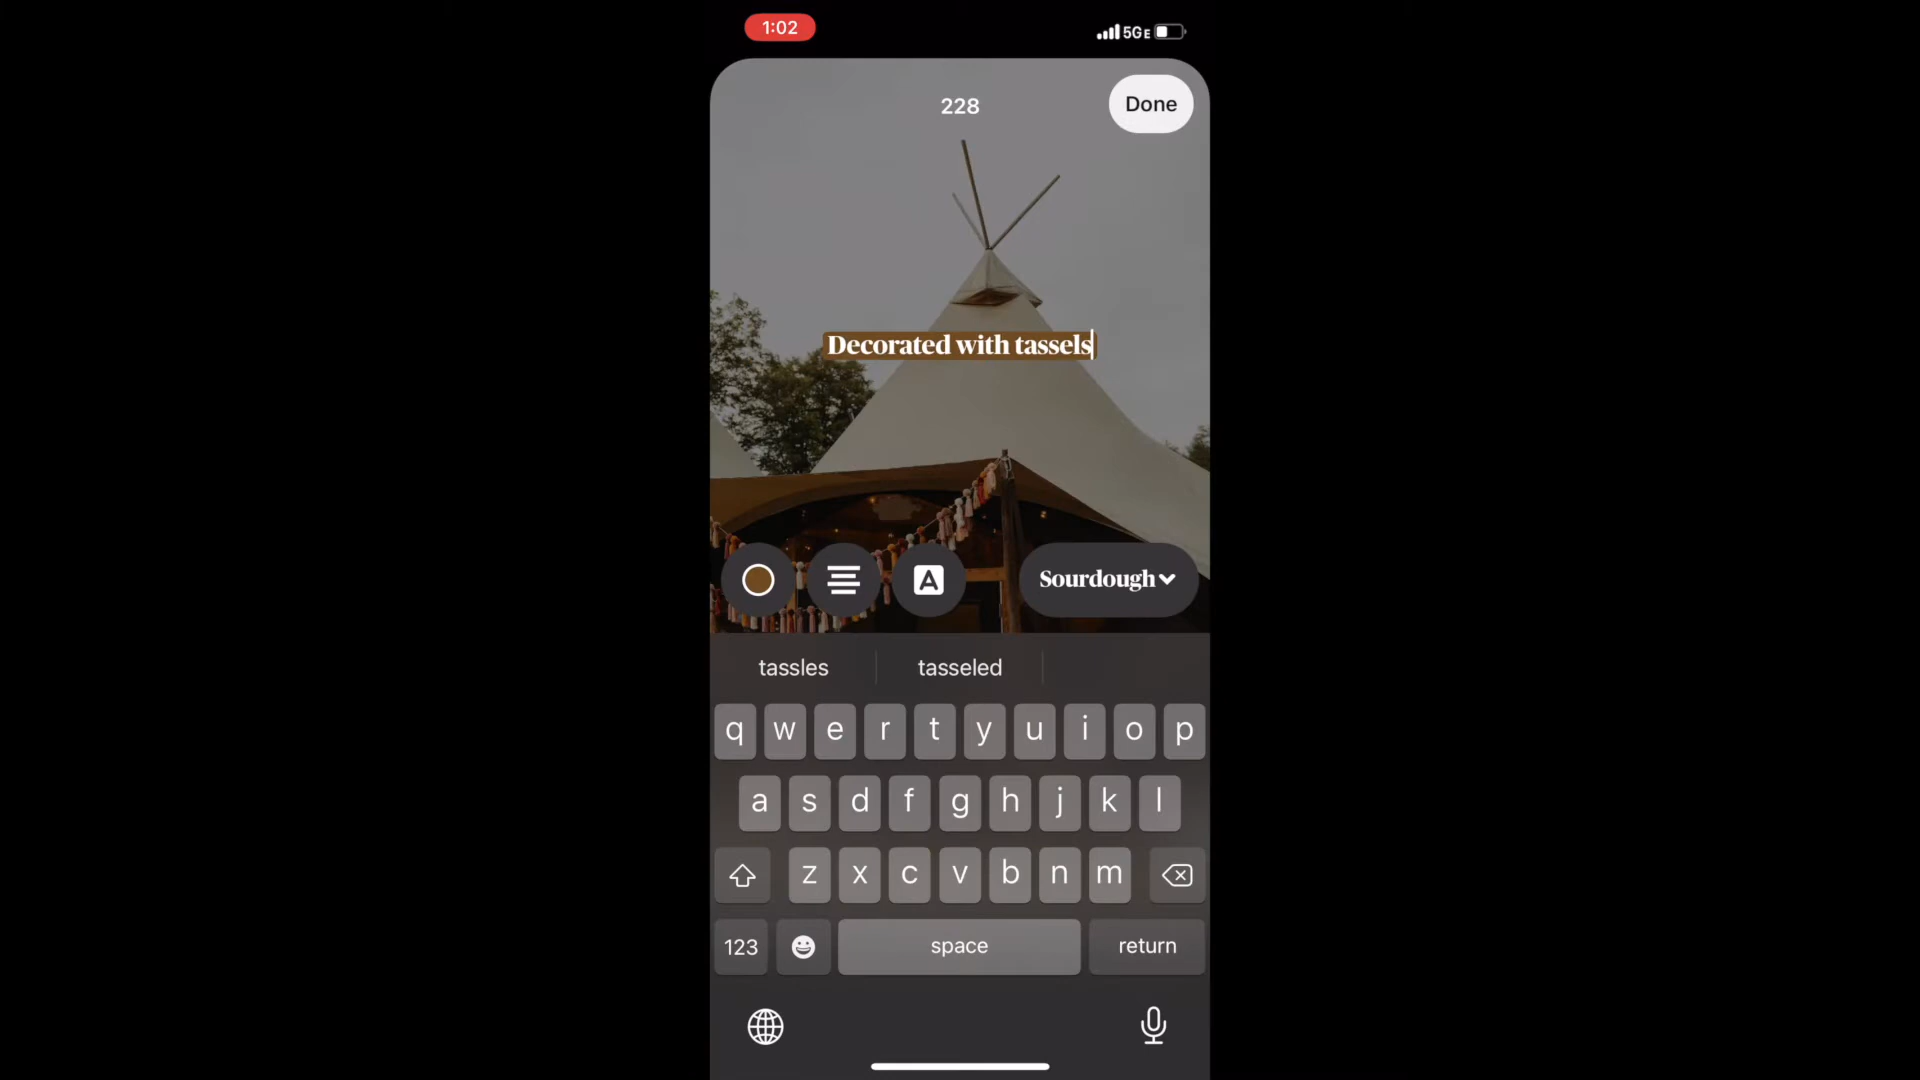 1:02
5GE
228
Done
Decorated with tassels
A
Sourdough
tassles tasseled
q w e r t y u i o p
a s d f g h j k l
z x c v b n m
123 space return